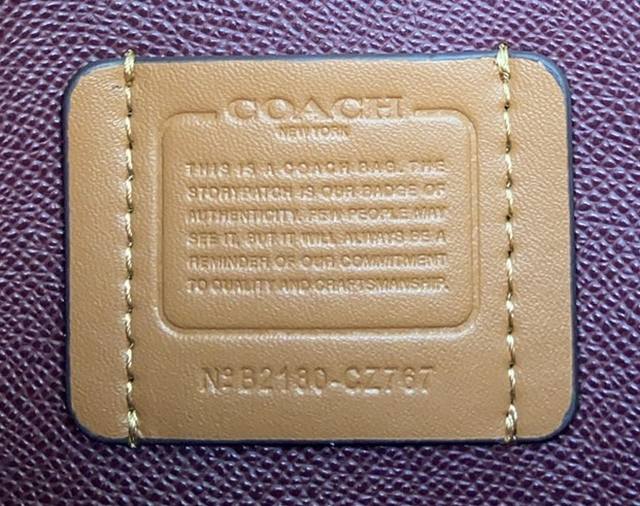 COACH
NEW YORK
THIS IS A COACH BAG. THE
STORYPATCH IS OUR BADGE OF
AUTHENTICITY. FEW PEOPLE MAY
SEE IT, BUT IT WILL ALWAYS BE A
REMINDER OF OUR COMMITMENT
TO QUALITY AND CRAFTSMANSHIP.
Nº B2130-CZ767